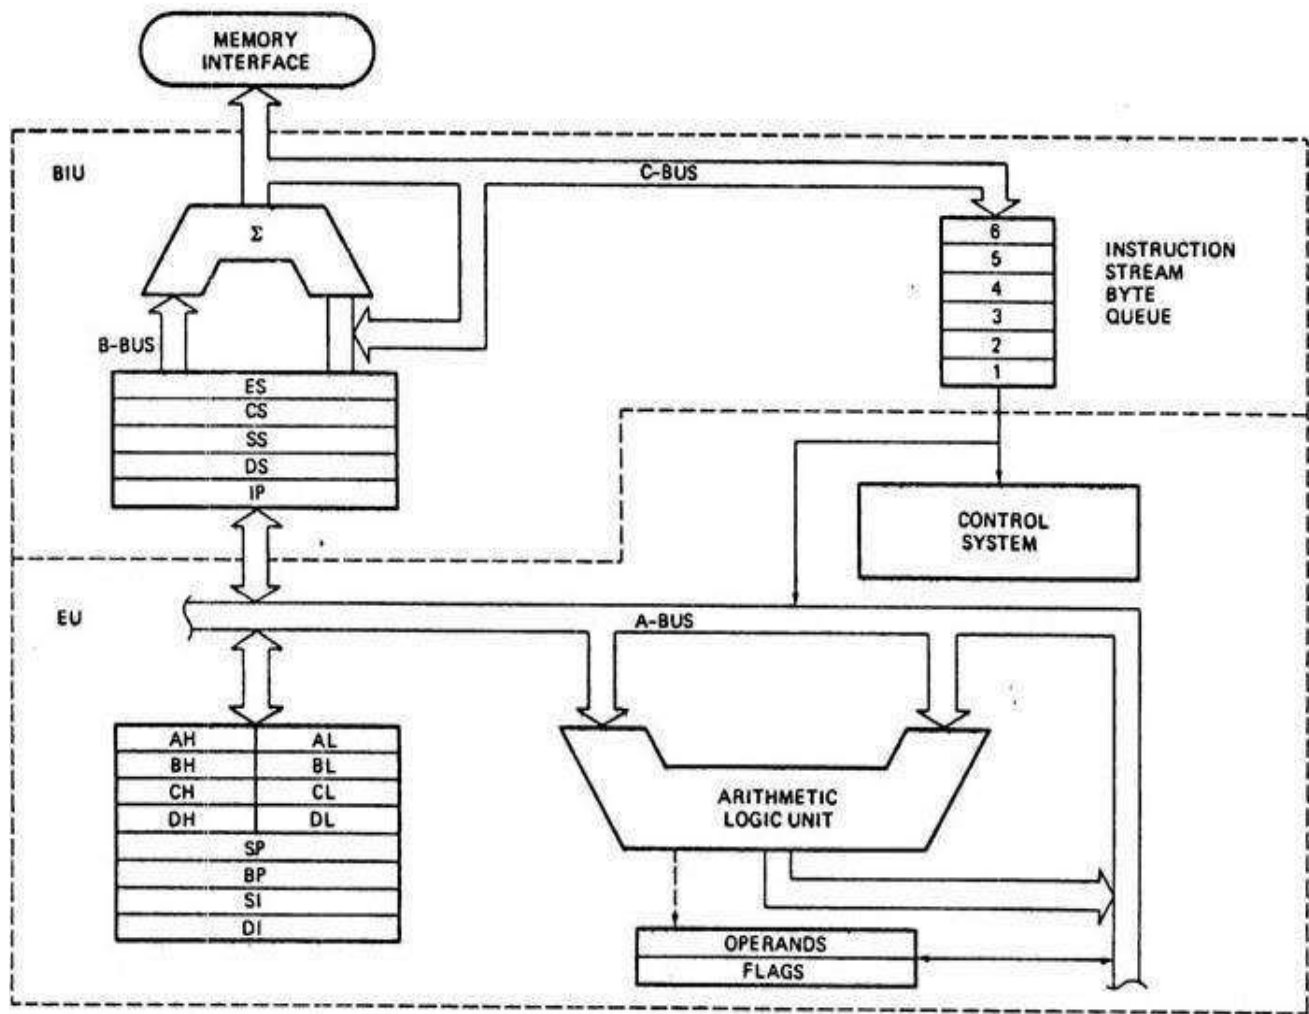 MEMORY
INTERFACE
BIU
C-BUS
Σ
6
5
4
3
2
1
INSTRUCTION
STREAM
BYTE
QUEUE
B-BUS
ES
CS
SS
DS
IP
CONTROL
SYSTEM
EU
A-BUS
AH AL
BH BL
CH CL
DH DL
SP
BP
SI
DI
ARITHMETIC
LOGIC UNIT
OPERANDS
FLAGS